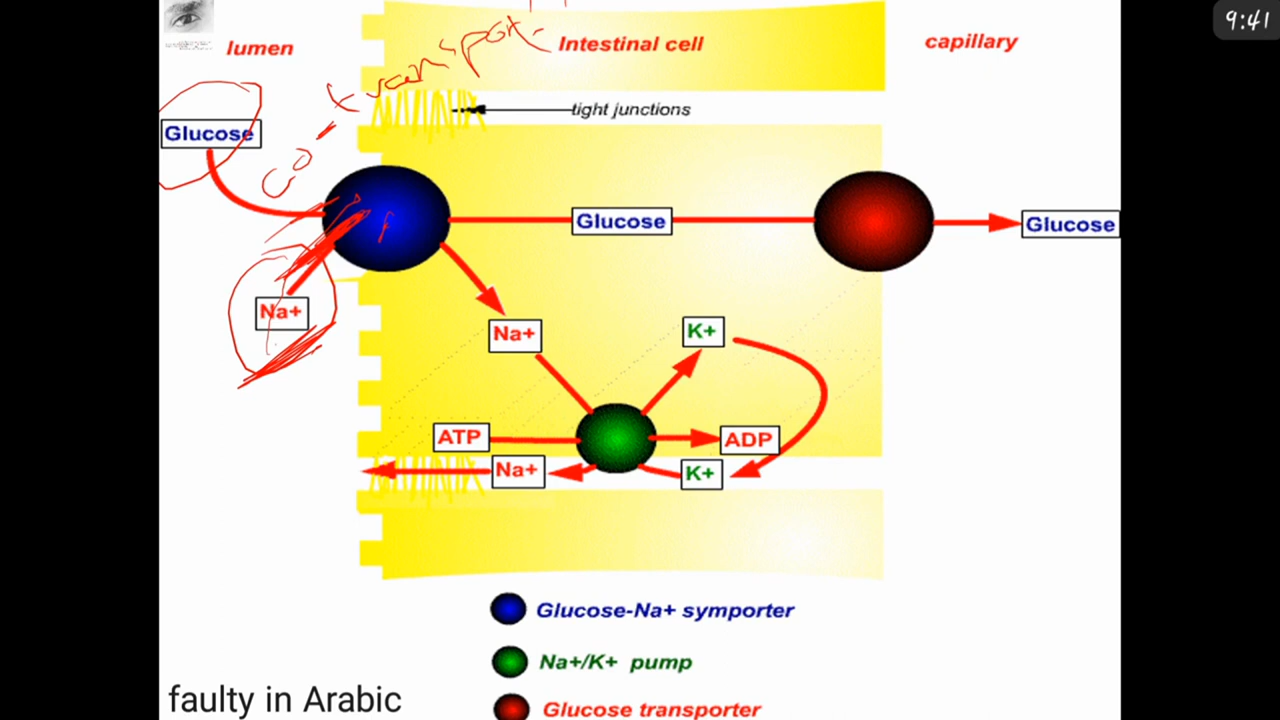 9:41
lumen
Intestinal cell
capillary
co-transpot
tight junctions
Glucose
Glucose
Glucose
Na+
Na+
K+
ATP
ADP
Na+
K+
Glucose-Na+ symporter
Na+/K+ pump
Glucose transporter
faulty in Arabic